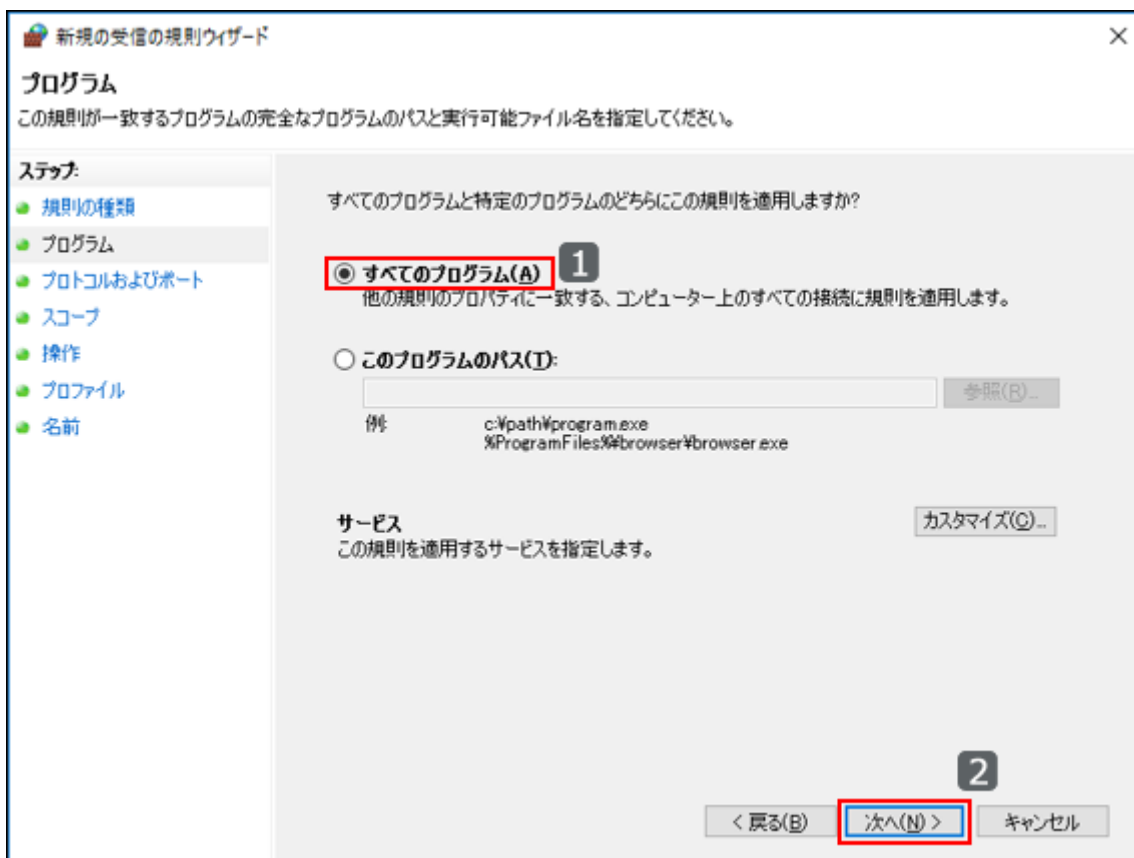 新規の受信の規則ウィザード
プログラム
この規則が一致するプログラムの完全なプログラムのパスと実行可能ファイル名を指定してください。
ステップ:
規則の種類
プログラム
プロトコルおよびポート
スコープ
操作
プロファイル
名前
すべてのプログラムと特定のプログラムのどちらにこの規則を適用しますか?
すべてのプログラム(A) 1
他の規則のプロパティに一致する、コンピューター上のすべての接続に規則を適用します。
このプログラムのパス(T):
参照(R)...
例: c:¥path¥program.exe
%ProgramFiles%¥browser¥browser.exe
サービス
カスタマイズ(C)...
この規則を適用するサービスを指定します。
2
< 戻る(B) 次へ(N) > キャンセル